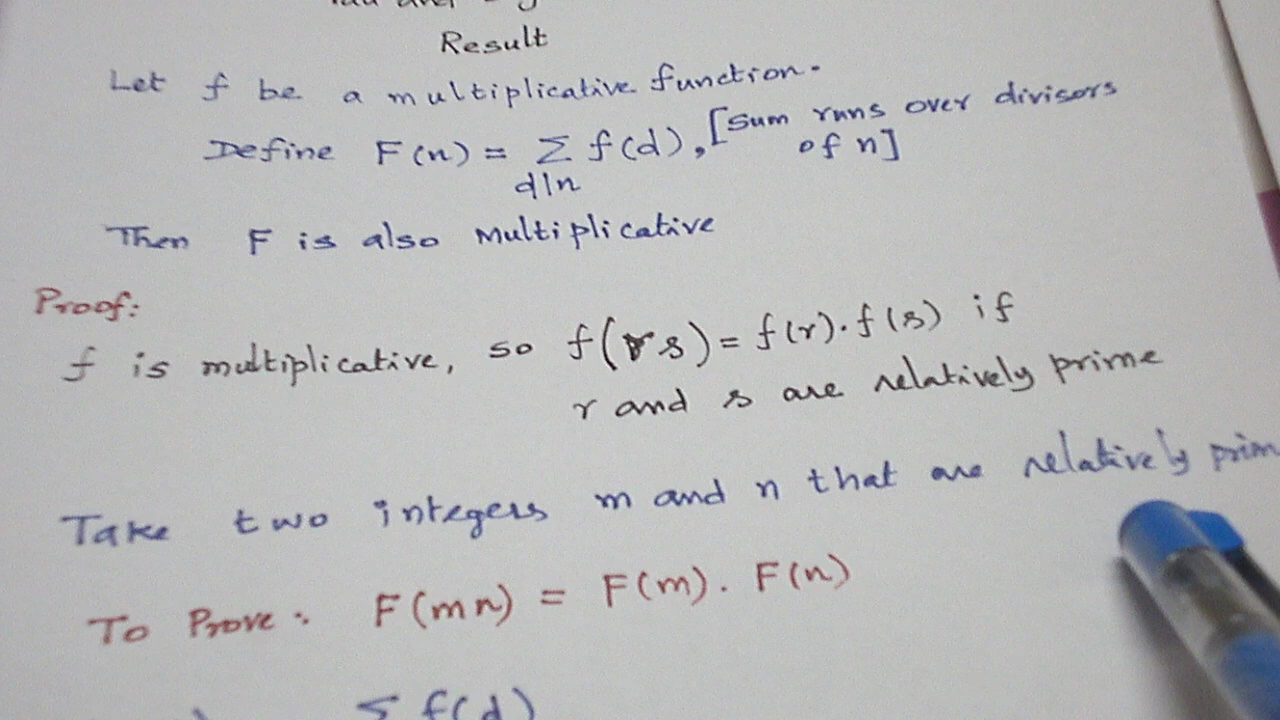 Result
Let f be a multiplicative function.
Define F(n) = Σ f(d), [Sum runs over divisors
d|n
of n]
Then F is also multiplicative
Proof:
f is multiplicative, so f(rs) = f(r).f(s) if
r and s are relatively prime
Take two integers m and n that are relatively
To Prove: F(mn) = F(m). F(n)
Σ f(d)